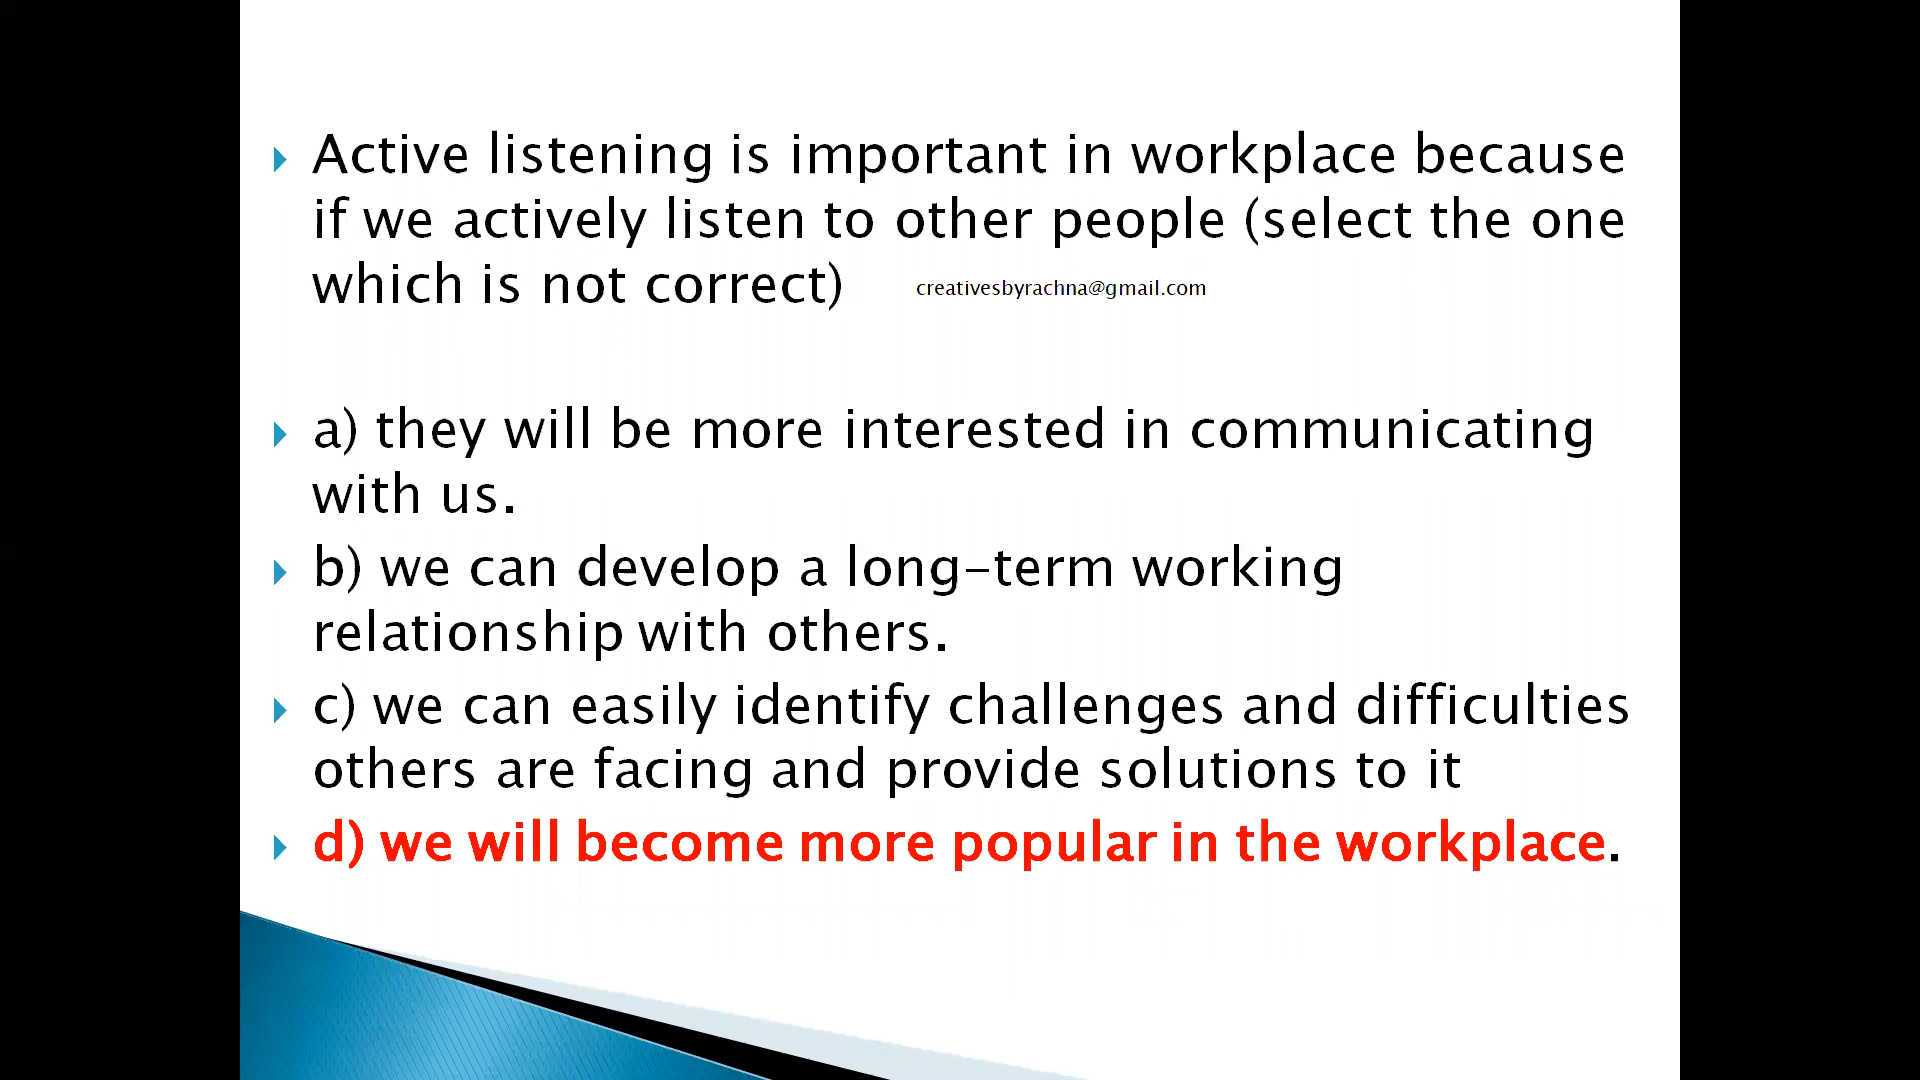 Active listening is important in workplace because
if we actively listen to other people (select the one
which is not correct) creativesbyrachna@gmail.com
a) they will be more interested in communicating
with us.
b) we can develop a long-term working
relationship with others.
c) we can easily identify challenges and difficulties
others are facing and provide solutions to it
d) we will become more popular in the workplace.